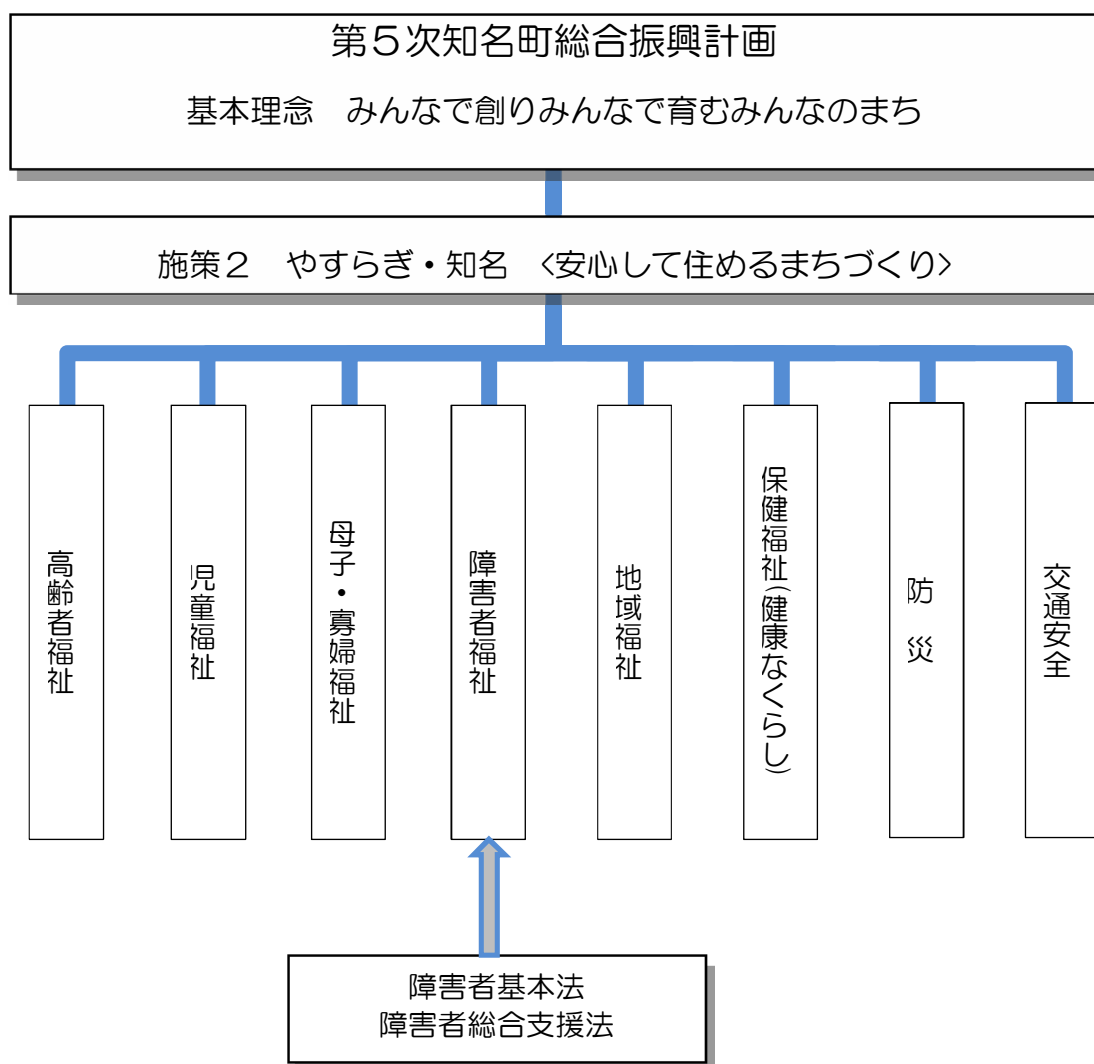 第５次知名町総合振興計画
基本理念　みんなで創りみんなで育むみんなのまち
施策２　やすらぎ・知名　<安心して住めるまちづくり>
高齢者福祉
児童福祉
母子・寡婦福祉
障害者福祉
地域福祉
保健福祉(健康なくらし)
防　災
交通安全
障害者基本法
障害者総合支援法